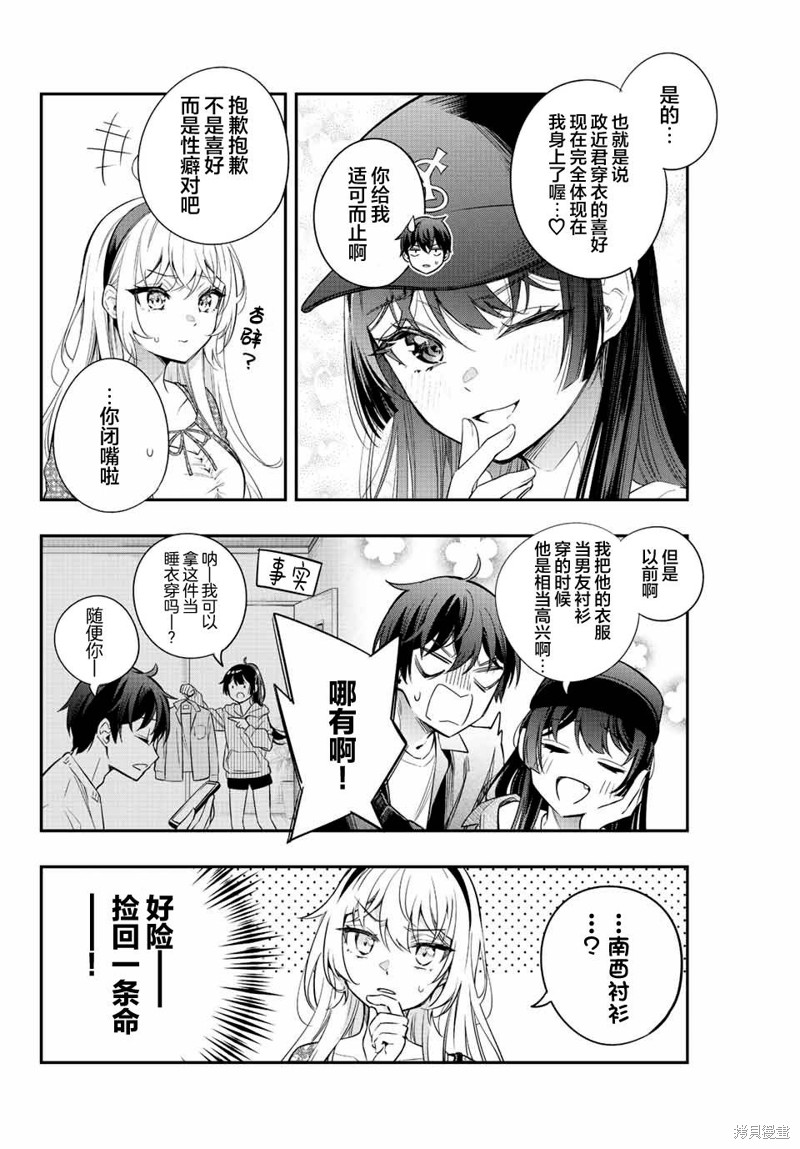 是的…
也就是说
政近君穿衣的喜好
现在完全体现在
我身上了喔…♡
你给我
适可而止啊
抱歉抱歉
不是喜好
而是性癖对吧
杏辟？
…你闭嘴啦
但是
以前啊
我把他的衣服
当男友衬衫
穿的时候
他是相当高兴啊…
哪有啊！
事实
呐—我可以
拿这件当
睡衣穿吗—？
随便你—
…南西衬衫
…？
好险——
捡回一条命
——！
拷貝漫畫